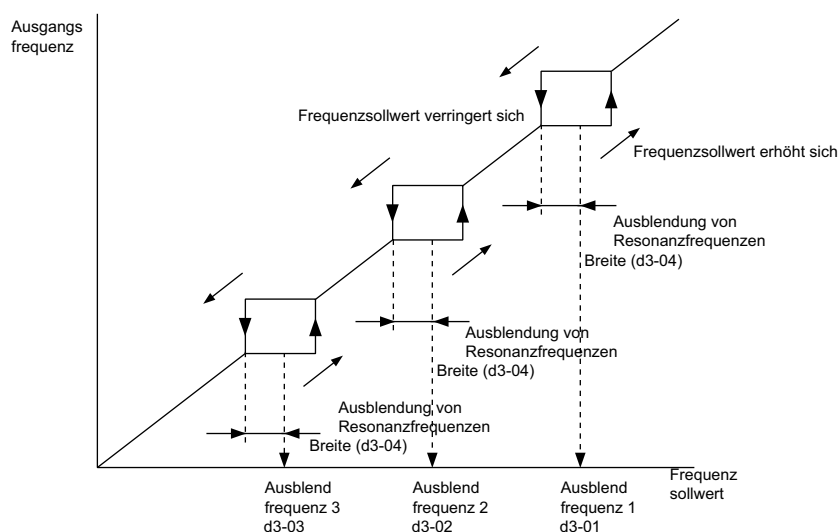 Ausgangs
frequenz
Frequenzsollwert verringert sich
Frequenzsollwert erhöht sich
Ausblendung von
Resonanzfrequenzen
Breite (d3-04)
Ausblendung von
Resonanzfrequenzen
Breite (d3-04)
Ausblendung von
Resonanzfrequenzen
Breite (d3-04)
Frequenz
sollwert
Ausblend
frequenz 3
d3-03
Ausblend
frequenz 2
d3-02
Ausblend
frequenz 1
d3-01